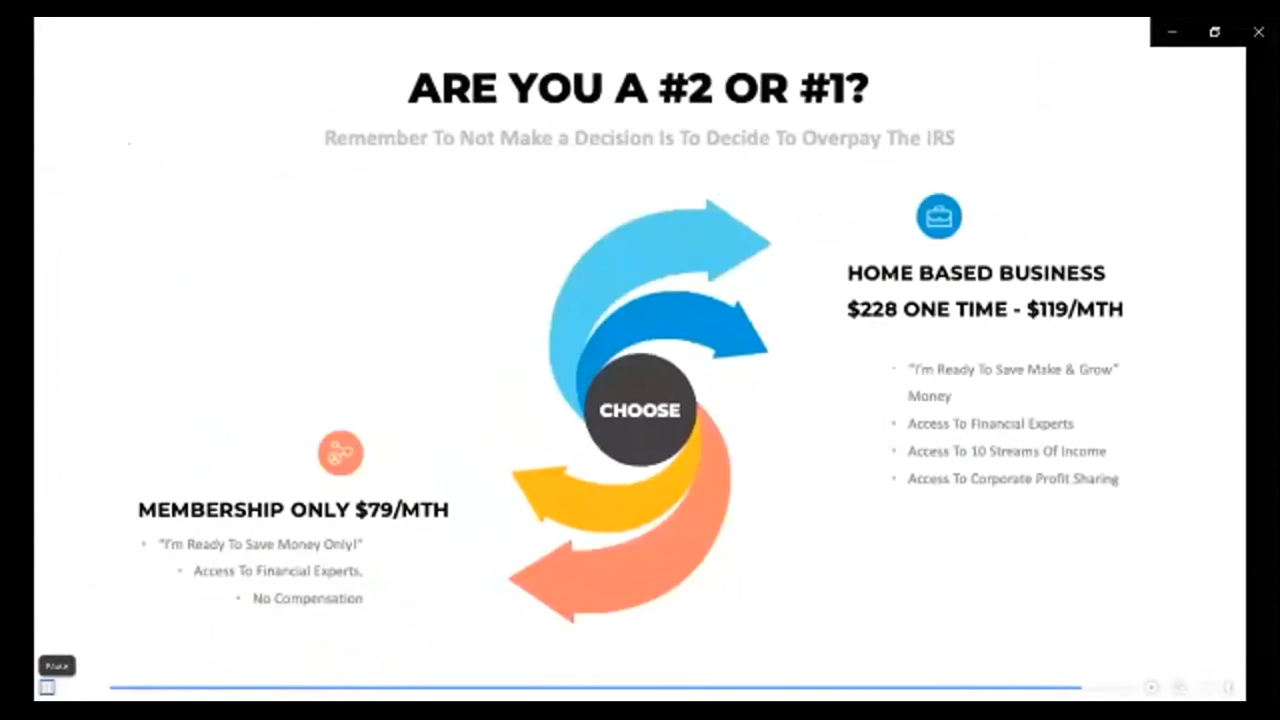 ARE YOU A #2 OR #1?
Remember To Not Make a Decision Is To Decide To Overpay The IRS
HOME BASED BUSINESS
$228 ONE TIME - $119/MTH
• "I'm Ready To Save Make & Grow"
Money
• Access To Financial Experts
• Access To 10 Streams Of Income
• Access To Corporate Profit Sharing
CHOOSE
MEMBERSHIP ONLY $79/MTH
• "I'm Ready To Save Money Only!"
• Access To Financial Experts.
• No Compensation